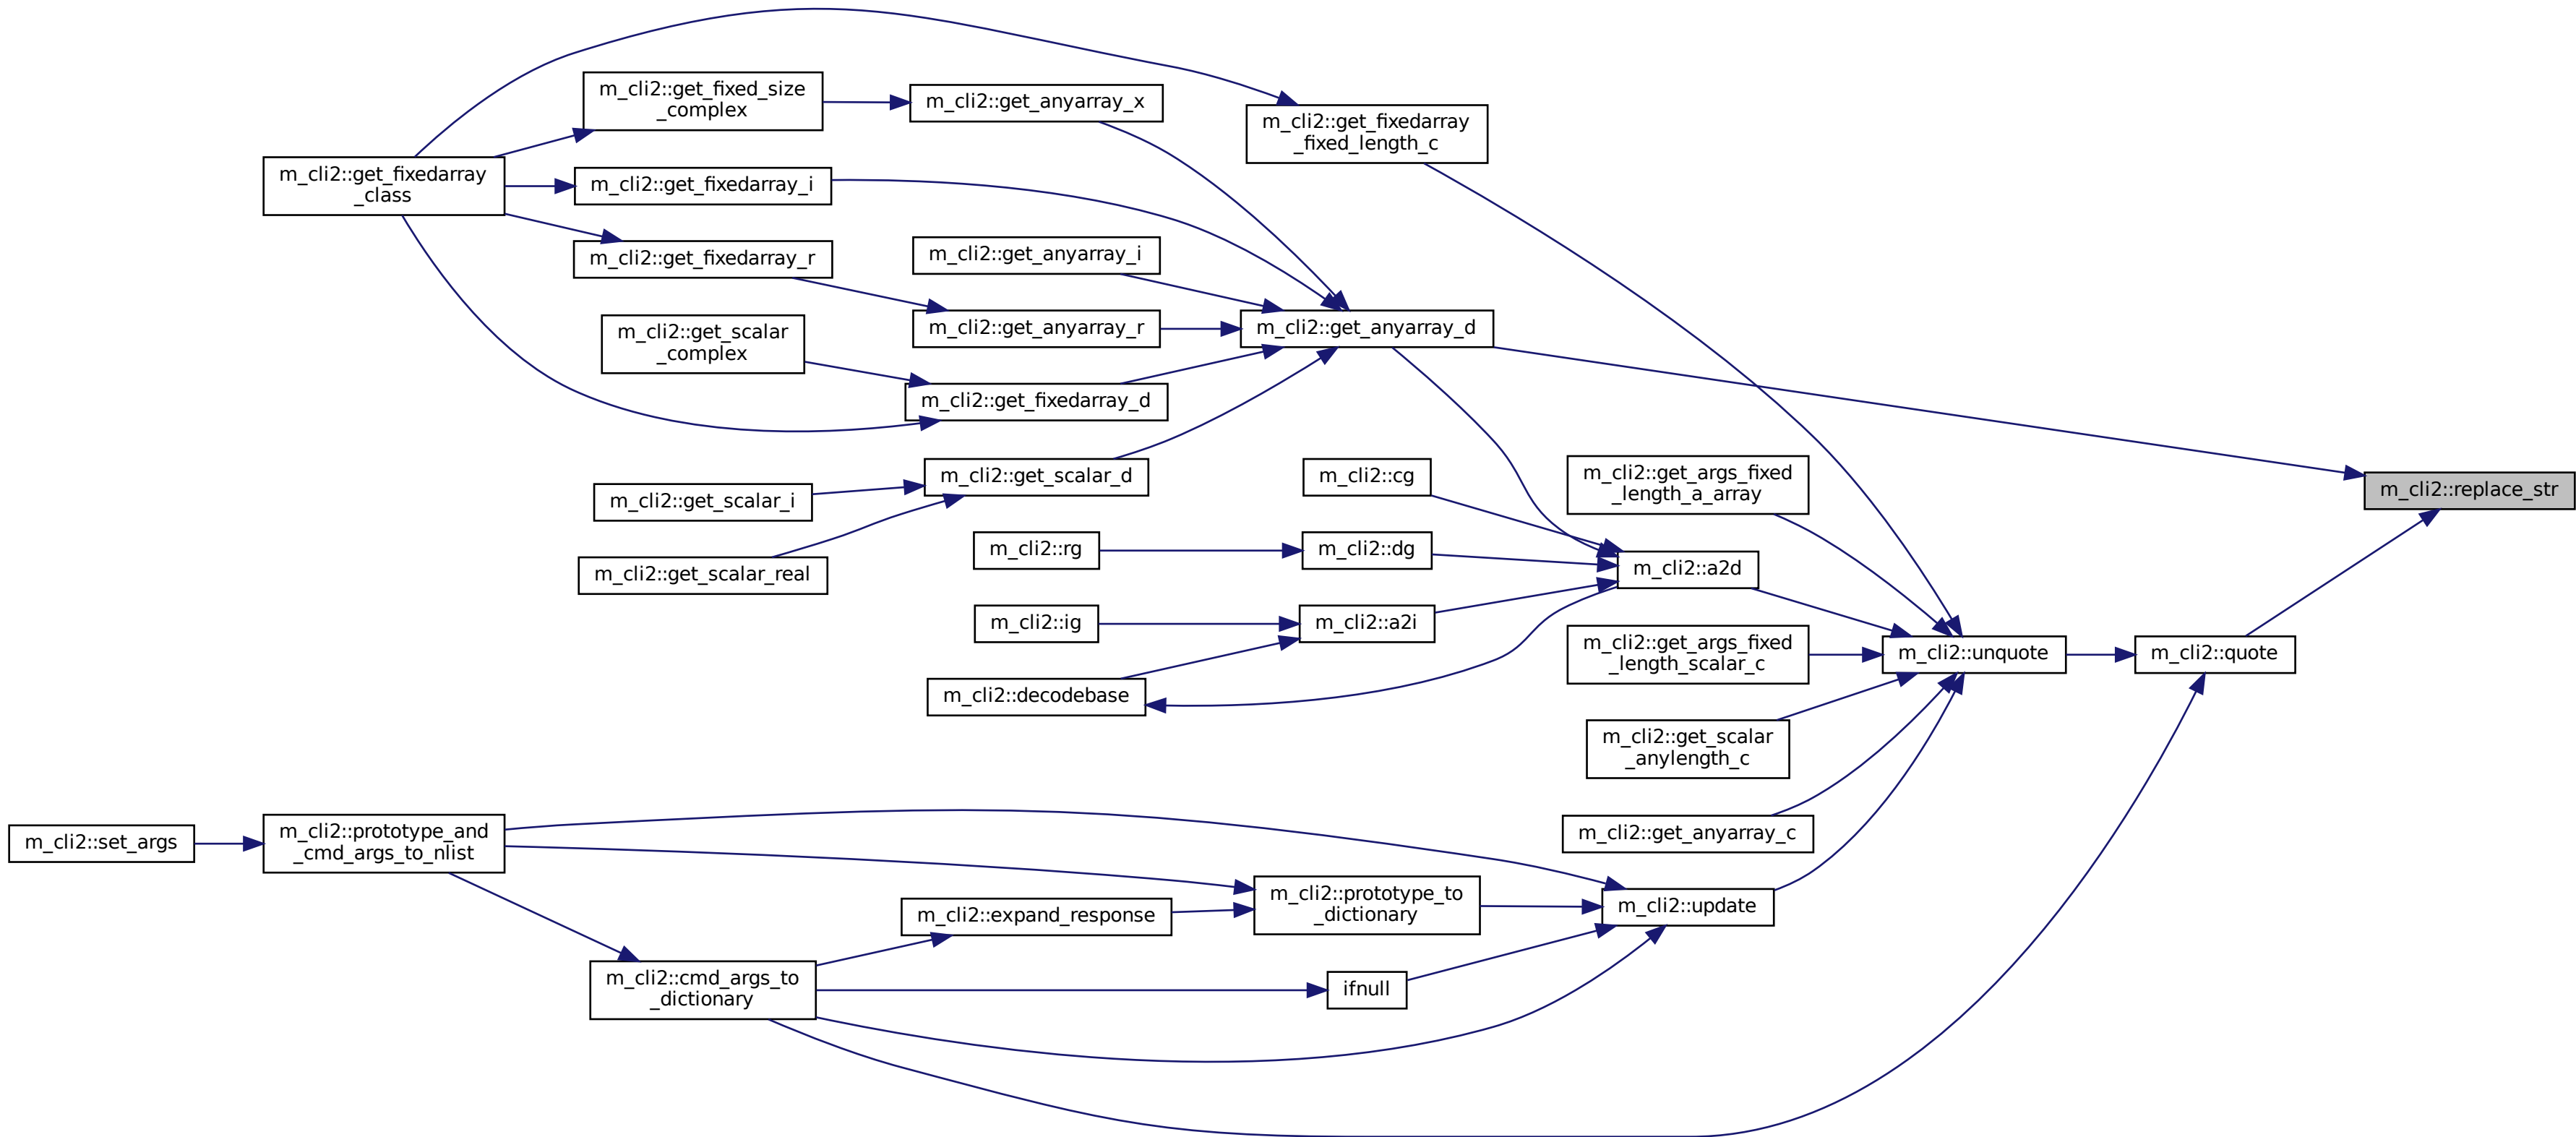 m_cli2::get_fixed_size
_complex
m_cli2::get_anyarray_x
m_cli2::get_fixedarray
_fixed_length_c
m_cli2::get_fixedarray
_class
m_cli2::get_fixedarray_i
m_cli2::get_fixedarray_r
m_cli2::get_anyarray_i
m_cli2::get_scalar
_complex
m_cli2::get_anyarray_r
m_cli2::get_anyarray_d
m_cli2::get_fixedarray_d
m_cli2::get_scalar_d
m_cli2::get_scalar_i
m_cli2::get_scalar_real
m_cli2::cg
m_cli2::get_args_fixed
_length_a_array
m_cli2::replace_str
m_cli2::rg
m_cli2::dg
m_cli2::a2d
m_cli2::ig
m_cli2::a2i
m_cli2::get_args_fixed
_length_scalar_c
m_cli2::unquote
m_cli2::quote
m_cli2::decodebase
m_cli2::get_scalar
_anylength_c
m_cli2::get_anyarray_c
m_cli2::set_args
m_cli2::prototype_and
_cmd_args_to_nlist
m_cli2::expand_response
m_cli2::prototype_to
_dictionary
m_cli2::update
m_cli2::cmd_args_to
_dictionary
ifnull